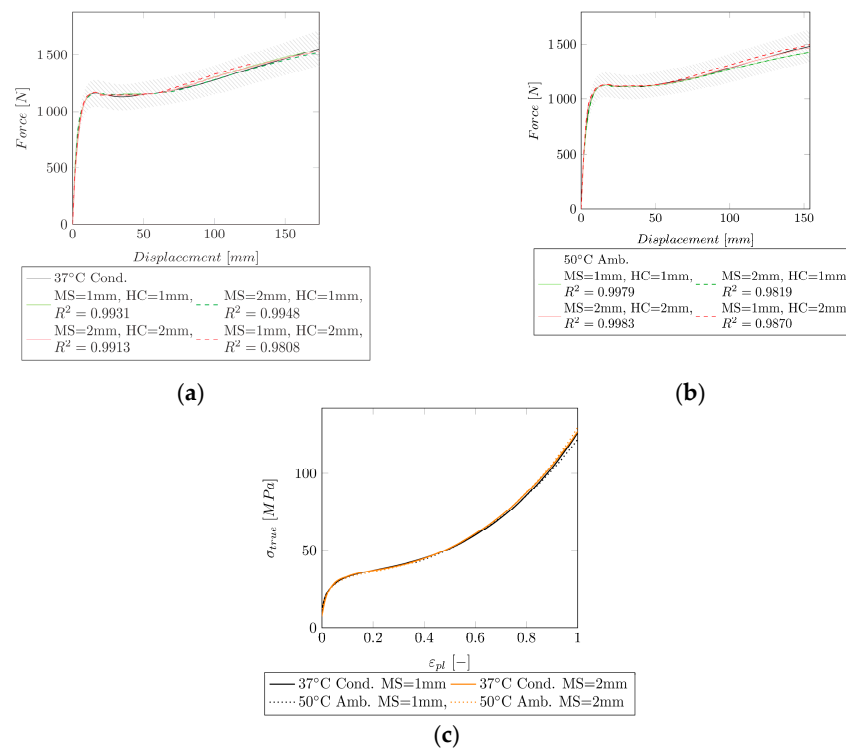 1 500
1 000
500
0
Force [N]
0
50
100
150
Displacement [mm]
37°C Cond.
MS=1mm, HC=1mm,
R² = 0.9931
MS=2mm, HC=1mm,
R² = 0.9948
MS=2mm, HC=2mm,
R² = 0.9913
MS=1mm, HC=2mm,
R² = 0.9808
(a)
1 500
1 000
500
0
Force [N]
0
50
100
150
Displacement [mm]
50°C Amb.
MS=1mm, HC=1mm,
R² = 0.9979
MS=2mm, HC=1mm
R² = 0.9819
MS=2mm, HC=2mm,
R² = 0.9983
MS=1mm, HC=2mm
R² = 0.9870
(b)
100
50
0
σtrue [MPa]
0
0.2
0.4
0.6
0.8
1
εpl [−]
37°C Cond. MS=1mm
37°C Cond. MS=2mm
50°C Amb. MS=1mm,
50°C Amb. MS=2mm
(c)